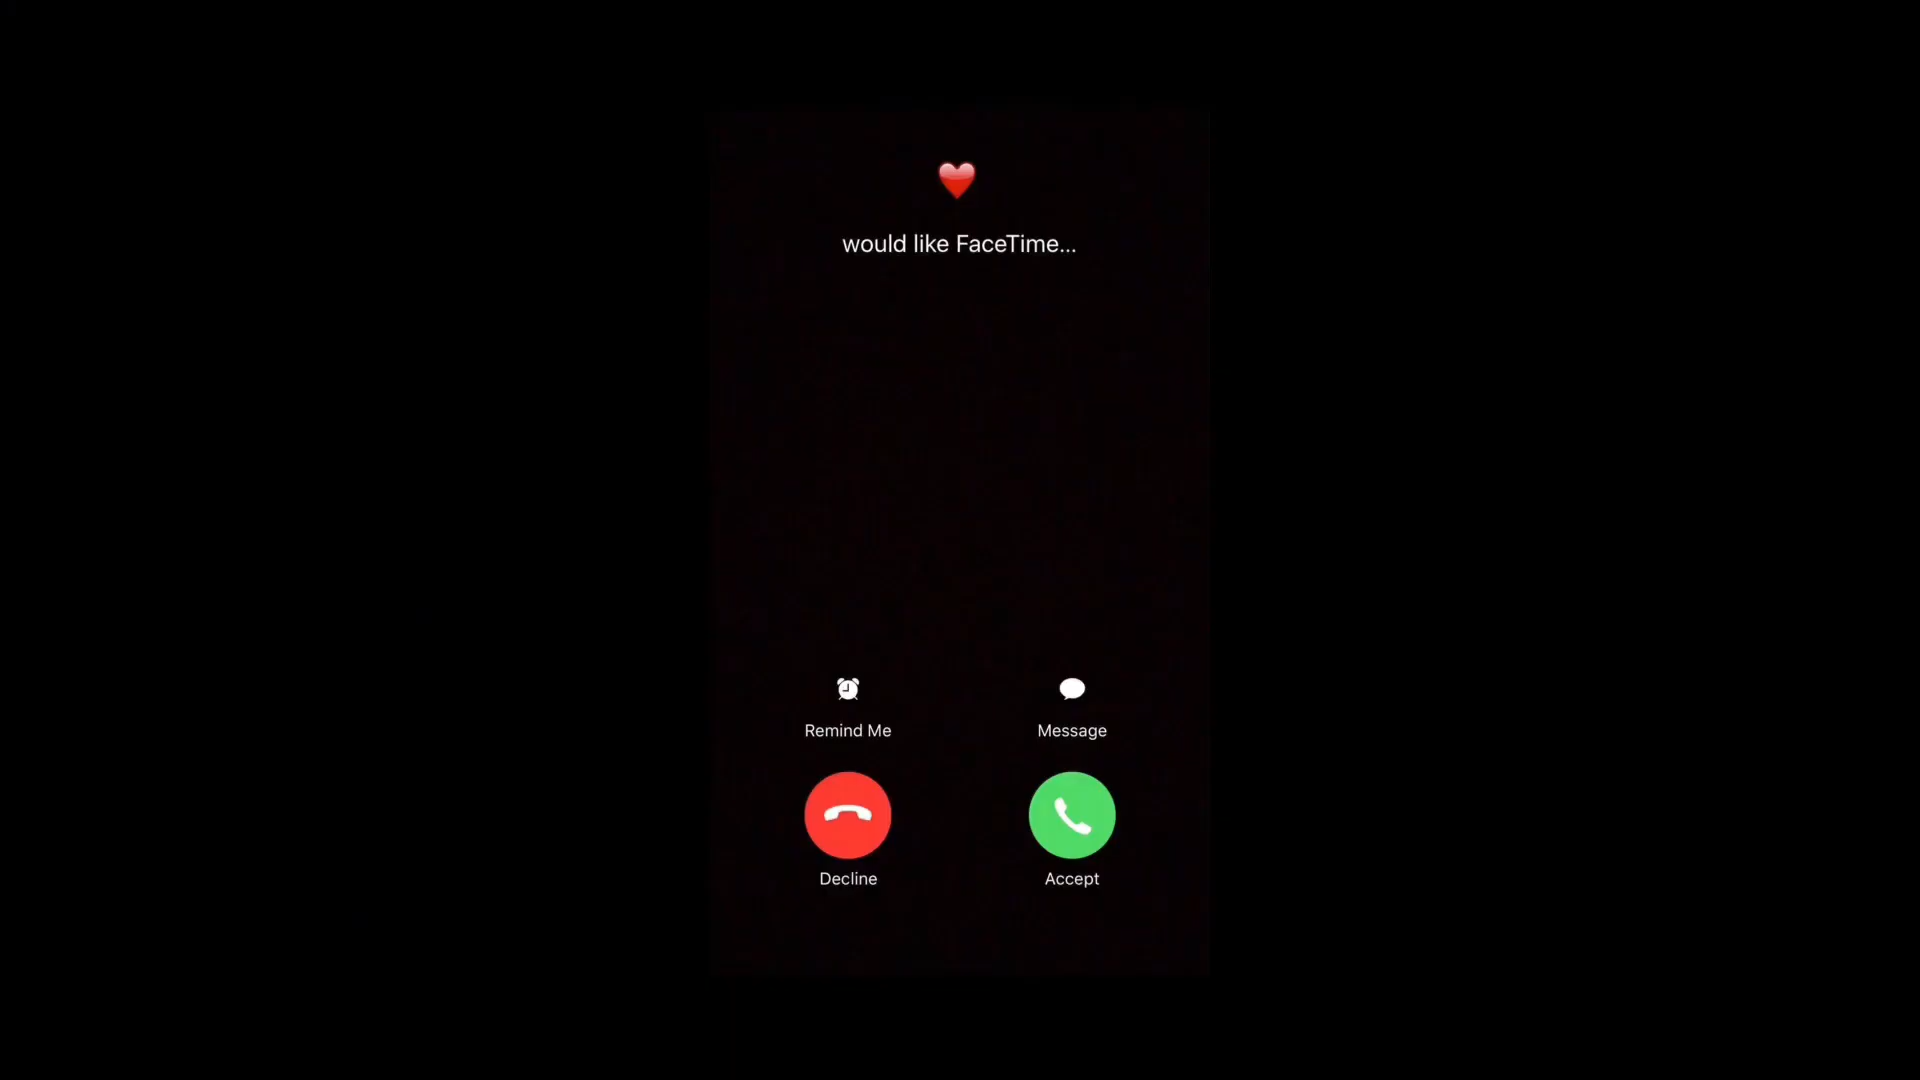 ❤️
would like FaceTime...
Remind Me
Message
Decline
Accept